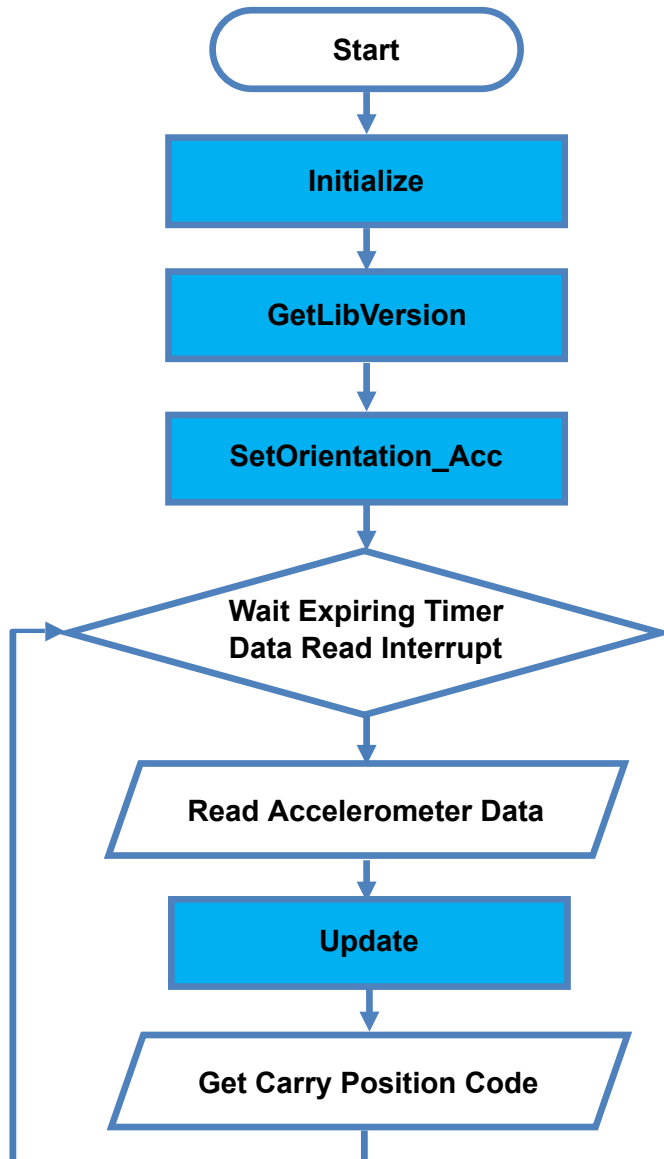 Start
Initialize
GetLibVersion
SetOrientation_Acc
Wait Expiring Timer
Data Read Interrupt
Read Accelerometer Data
Update
Get Carry Position Code